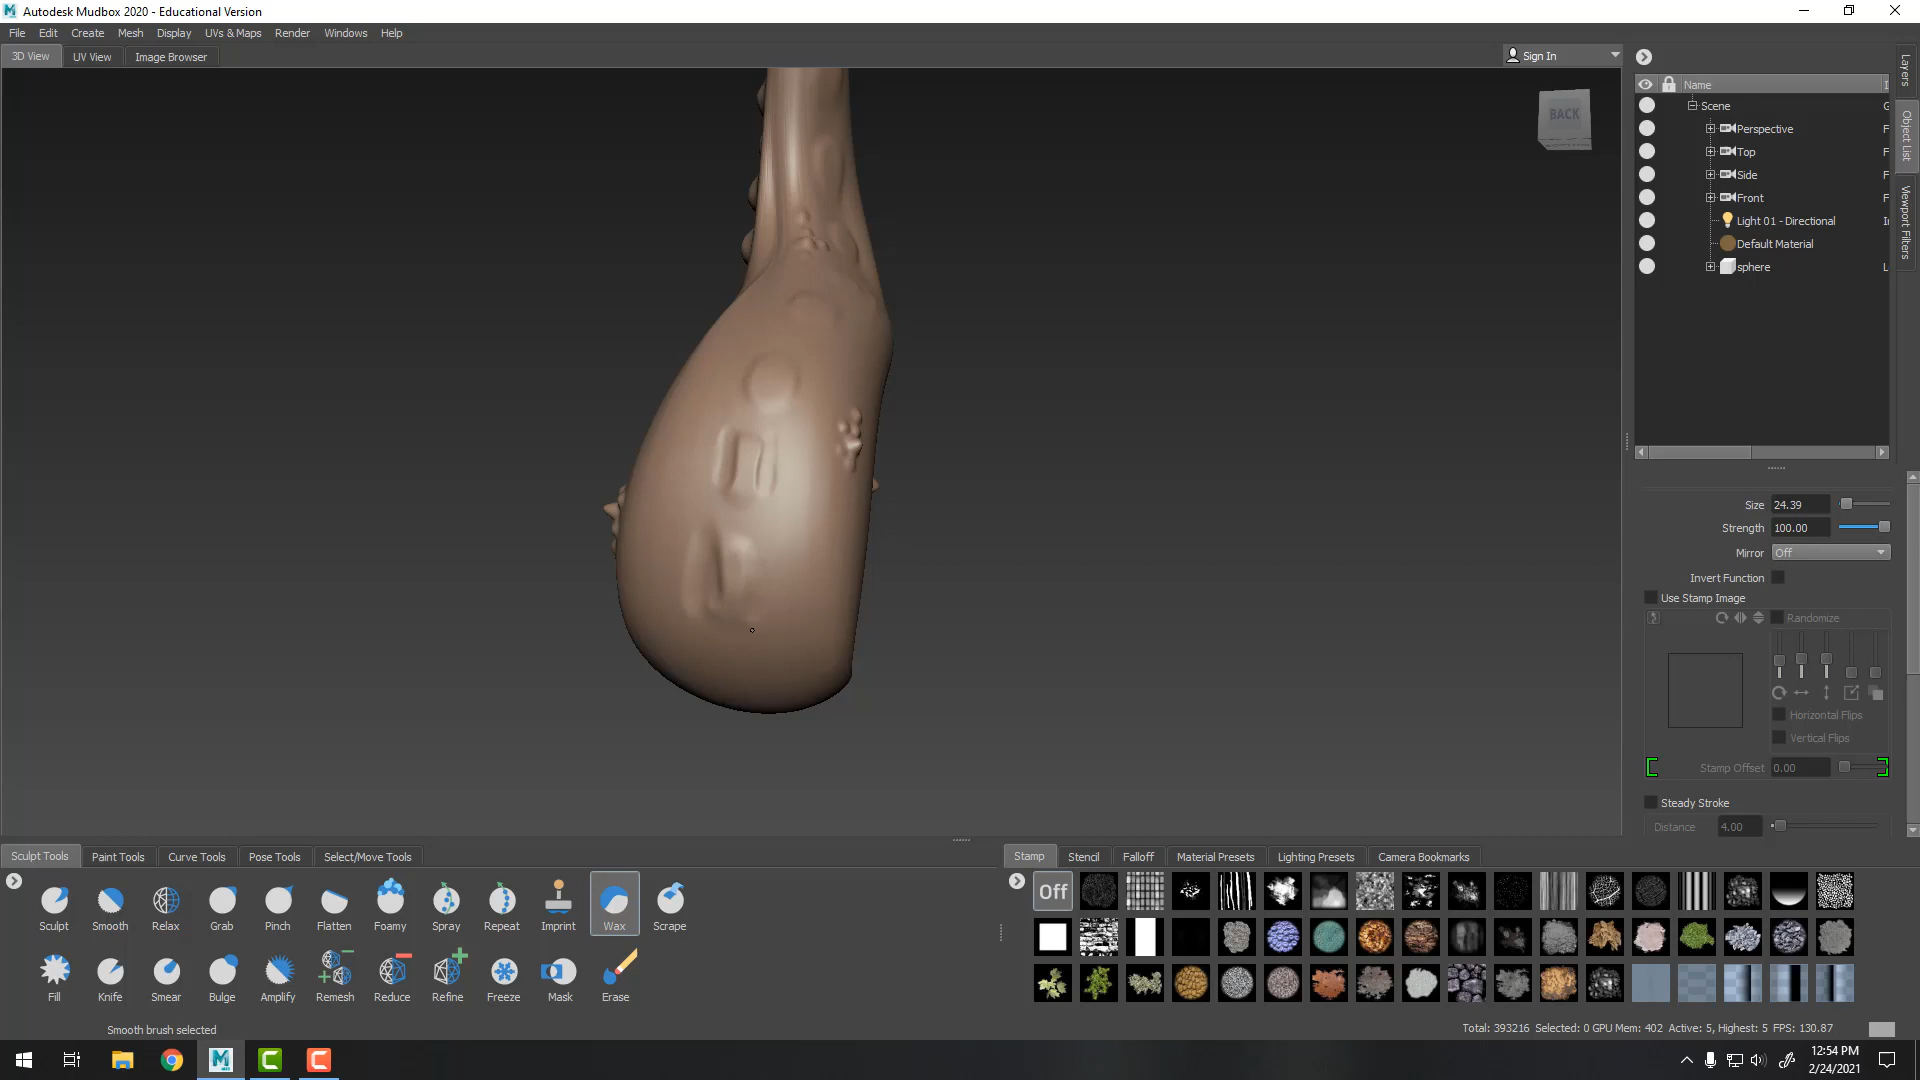 Autodesk Mudbox 2020 - Educational Version
File Edit Create Mesh Display UVs & Maps Render Windows Help
3D View UV View Image Browser
Sign In
BACK
Layers
Object List
Viewport Filters
Name
Scene
Perspective
Top
Side
Front
Light 01 - Directional
Default Material
sphere
Size 24.39
Strength 100.00
Mirror Off
Invert Function
Use Stamp Image
Randomize
Horizontal Flips
Vertical Flips
Stamp Offset 0.00
Steady Stroke
Distance 4.00
Sculpt Tools Paint Tools Curve Tools Pose Tools Select/Move Tools
Sculpt Smooth Relax Grab Pinch Flatten Foamy Spray Repeat Imprint Wax Scrape
Fill Knife Smear Bulge Amplify Remesh Reduce Refine Freeze Mask Erase
Smooth brush selected
Stamp Stencil Falloff Material Presets Lighting Presets Camera Bookmarks
Off
Total: 393216 Selected: 0 GPU Mem: 402 Active: 5, Highest: 5 FPS: 130.87
12:54 PM
2/24/2021